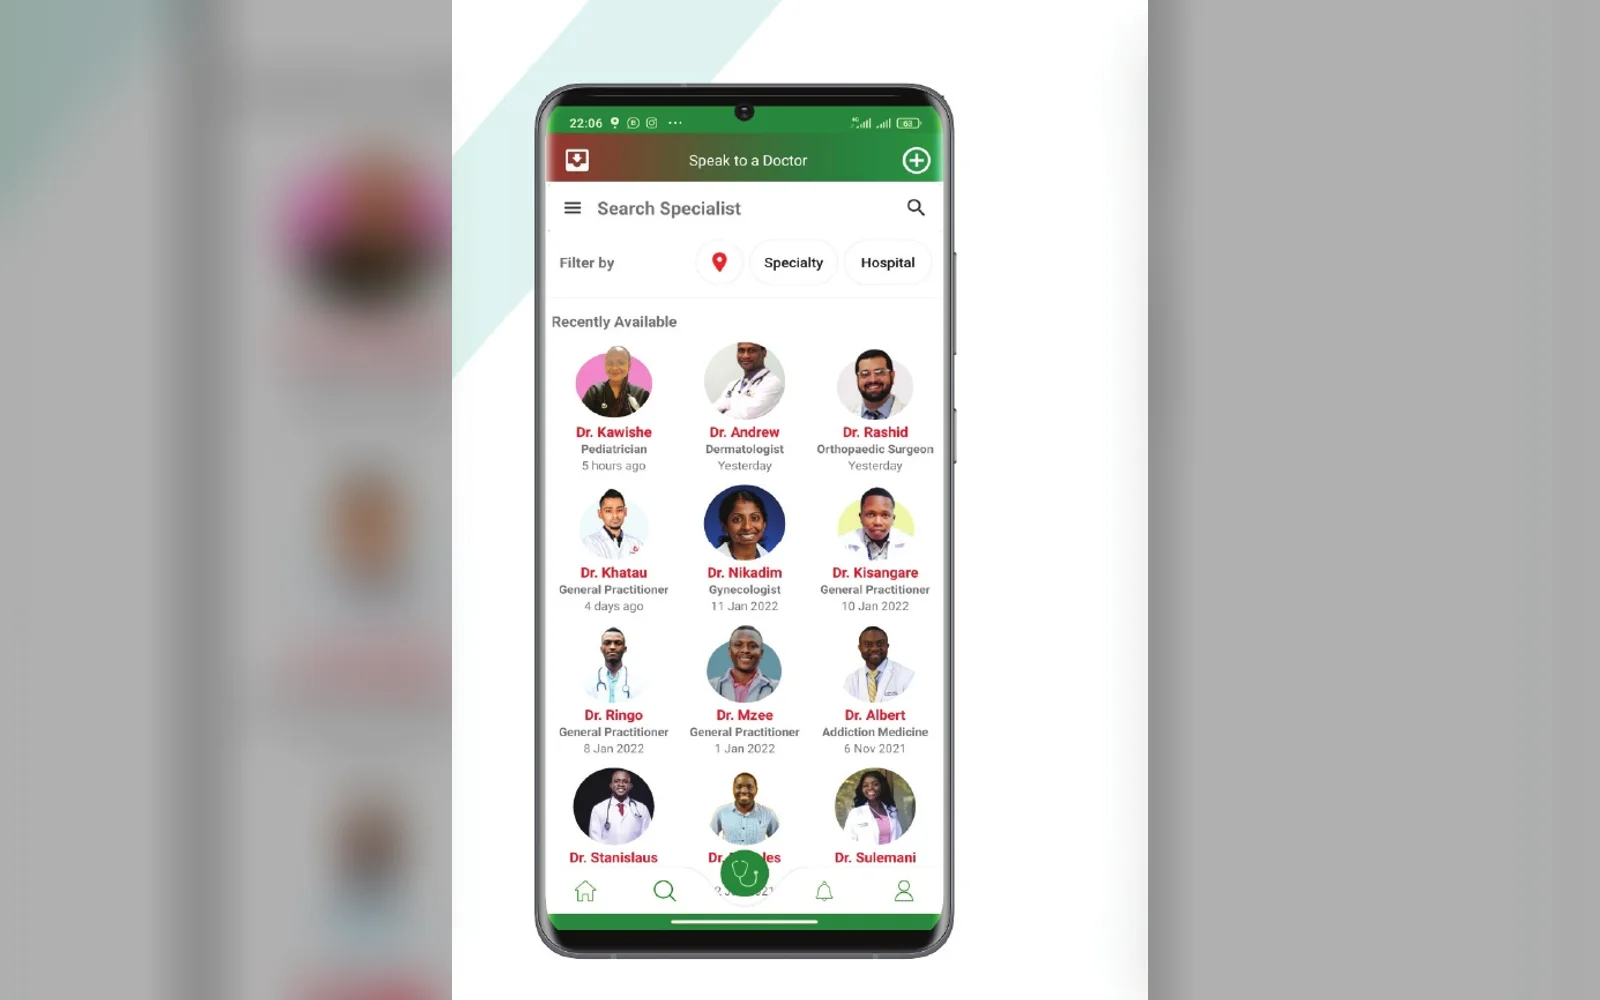 22:06
4G
63
Speak to a Doctor
Search Specialist
Filter by Specialty Hospital
Recently Available
Dr. Kawishe Dr. Andrew Dr. Rashid
Pediatrician Dermatologist Orthopaedic Surgeon
5 hours ago Yesterday Yesterday
Dr. Khatau Dr. Nikadim Dr. Kisangare
General Practitioner Gynecologist General Practitioner
4 days ago 11 Jan 2022 10 Jan 2022
Dr. Ringo Dr. Mzee Dr. Albert
General Practitioner General Practitioner Addiction Medicine
8 Jan 2022 1 Jan 2022 6 Nov 2021
Dr. Stanislaus Dr. Dr. Sulemani